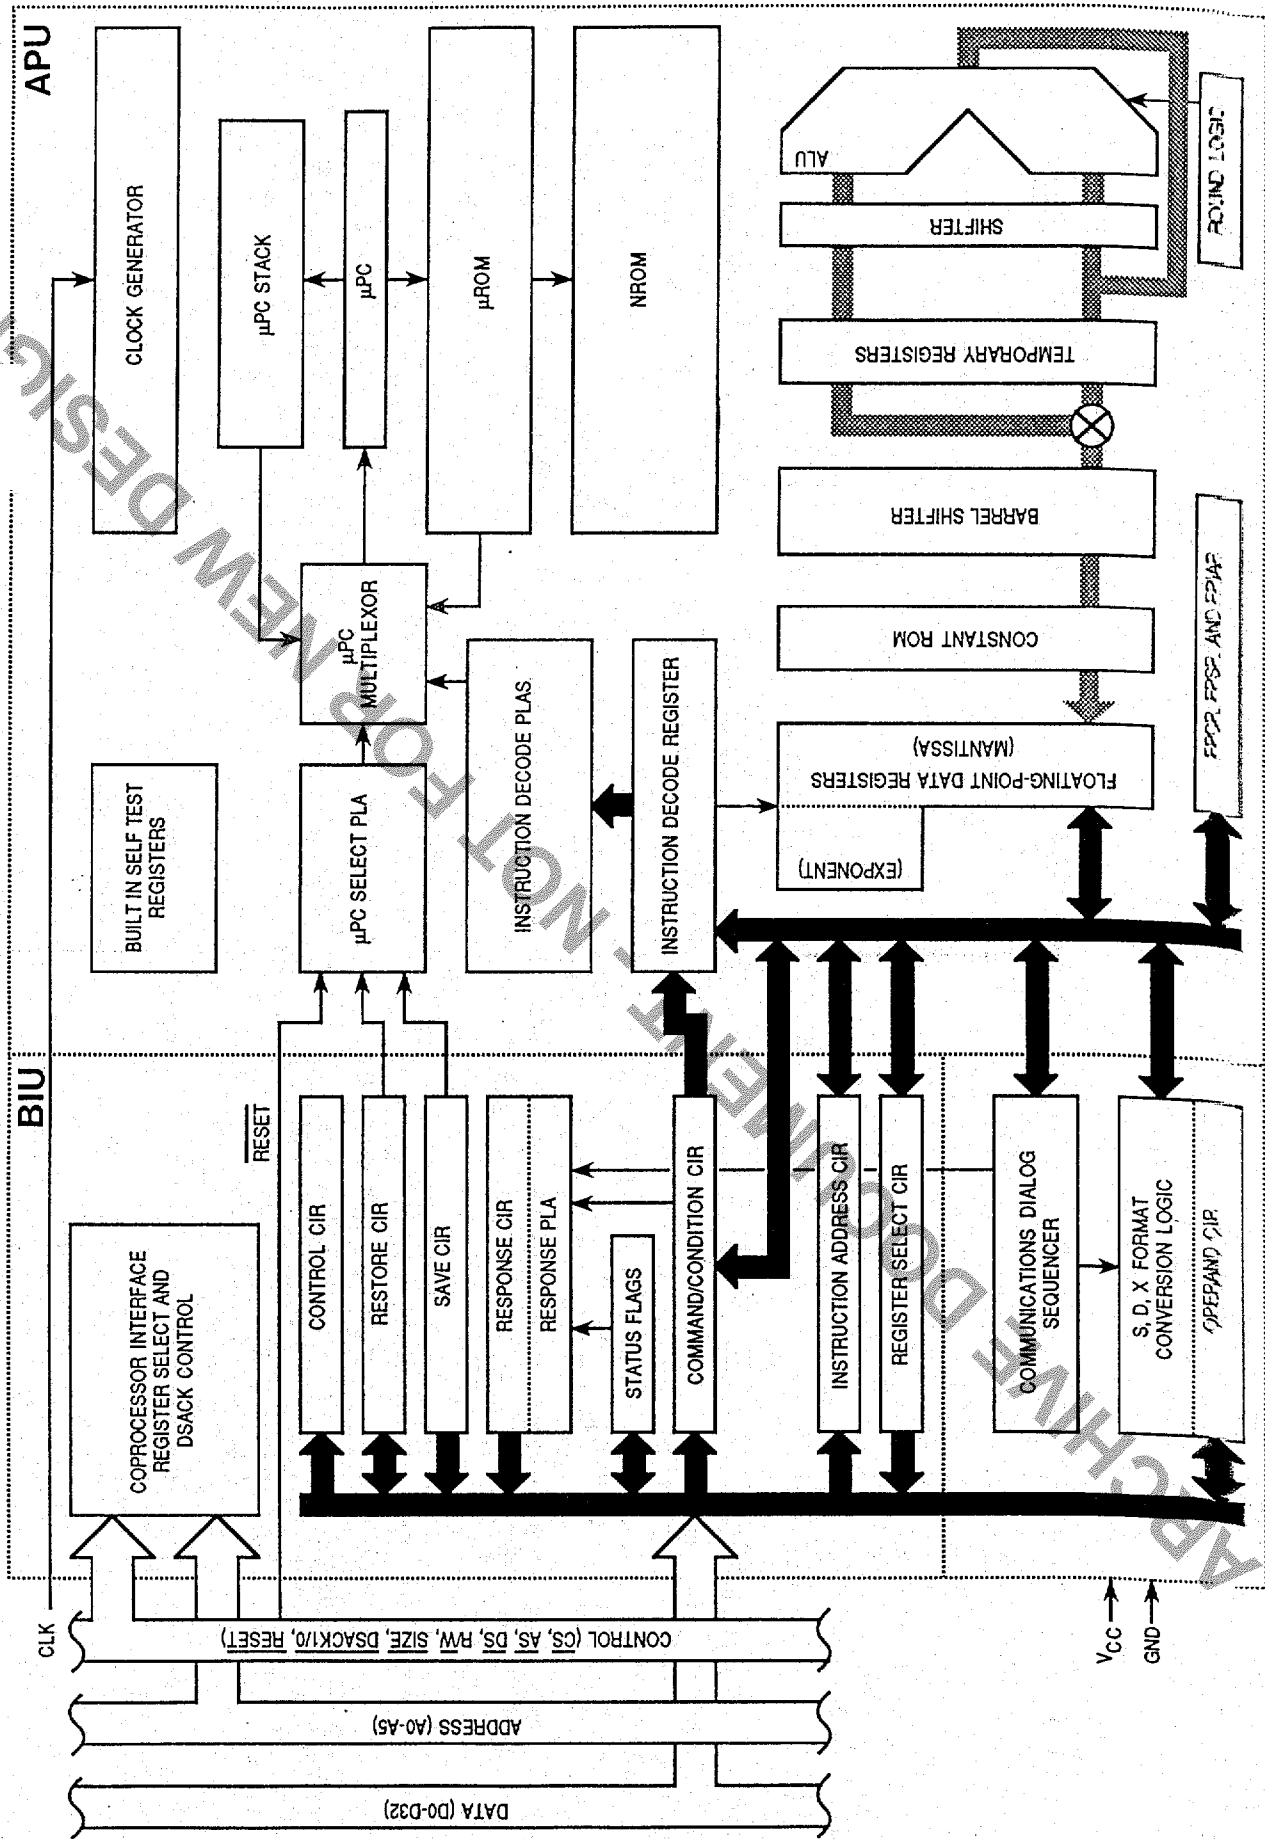 APU
BIU
CLK
CLOCK GENERATOR
µPC STACK
µPC
µROM
NROM
BUILT IN SELF TEST
REGISTERS
µPC SELECT PLA
µPC
MULTIPLEXOR
INSTRUCTION DECODE PLAS
INSTRUCTION DECODE REGISTER
COPROCESSOR INTERFACE
REGISTER SELECT AND
DSACK CONTROL
RESET
CONTROL CIR
RESTORE CIR
SAVE CIR
RESPONSE CIR
RESPONSE PLA
STATUS FLAGS
COMMAND/CONDITION CIR
INSTRUCTION ADDRESS CIR
REGISTER SELECT CIR
COMMUNICATIONS DIALOG
SEQUENCER
S, D, X FORMAT
CONVERSION LOGIC
OPERAND CIR
ALU
SHIFTER
TEMPORARY REGISTERS
BARREL SHIFTER
CONSTANT ROM
FLOATING-POINT DATA REGISTERS
(MANTISSA)
(EXPONENT)
ROUND LOGIC
FPCR, FPSR, AND FPIAR
CONTROL (CS, AS, DS, R/W, SIZE, DSACK1/0, RESET)
ADDRESS (A0-A5)
DATA (D0-D32)
VCC
GND
ARCHIVE DOCUMENT - NOT FOR NEW DESIG